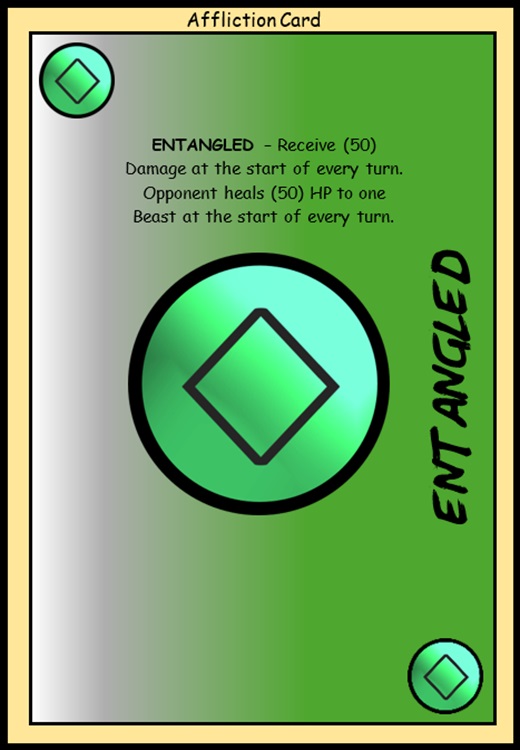 Affliction Card
ENTANGLED – Receive (50)
Damage at the start of every turn.
Opponent heals (50) HP to one
Beast at the start of every turn.
ENTANGLED